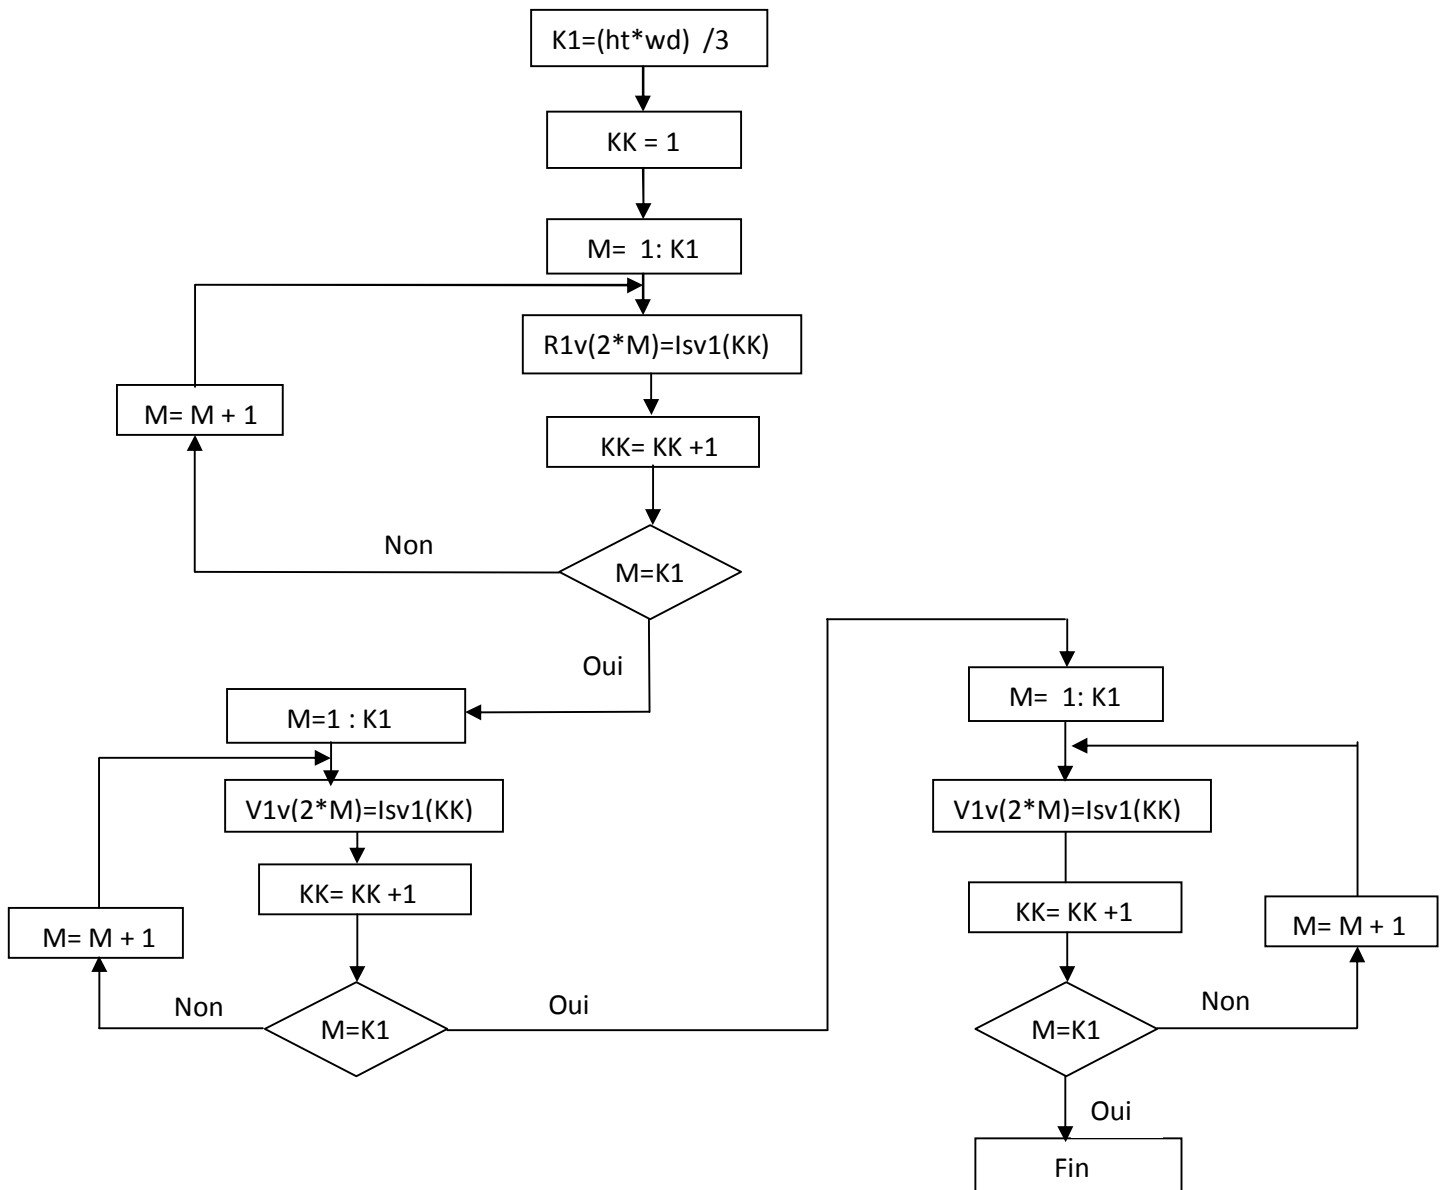 K1=(ht*wd) /3
KK = 1
M= 1: K1
R1v(2*M)=Isv1(KK)
M= M + 1
KK= KK +1
Non
M=K1
Oui
M=1 : K1
V1v(2*M)=Isv1(KK)
KK= KK +1
M= M + 1
Non
M=K1
Oui
M= 1: K1
V1v(2*M)=Isv1(KK)
KK= KK +1
M= M + 1
Non
M=K1
Oui
Fin